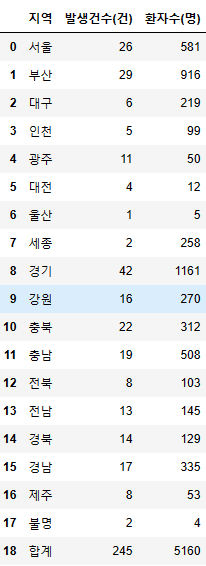 지역 발생건수(건) 환자수(명)
0 서울 26 581
1 부산 29 916
2 대구 6 219
3 인천 5 99
4 광주 11 50
5 대전 4 12
6 울산 1 5
7 세종 2 258
8 경기 42 1161
9 강원 16 270
10 충북 22 312
11 충남 19 508
12 전북 8 103
13 전남 13 145
14 경북 14 129
15 경남 17 335
16 제주 8 53
17 불명 2 4
18 합계 245 5160